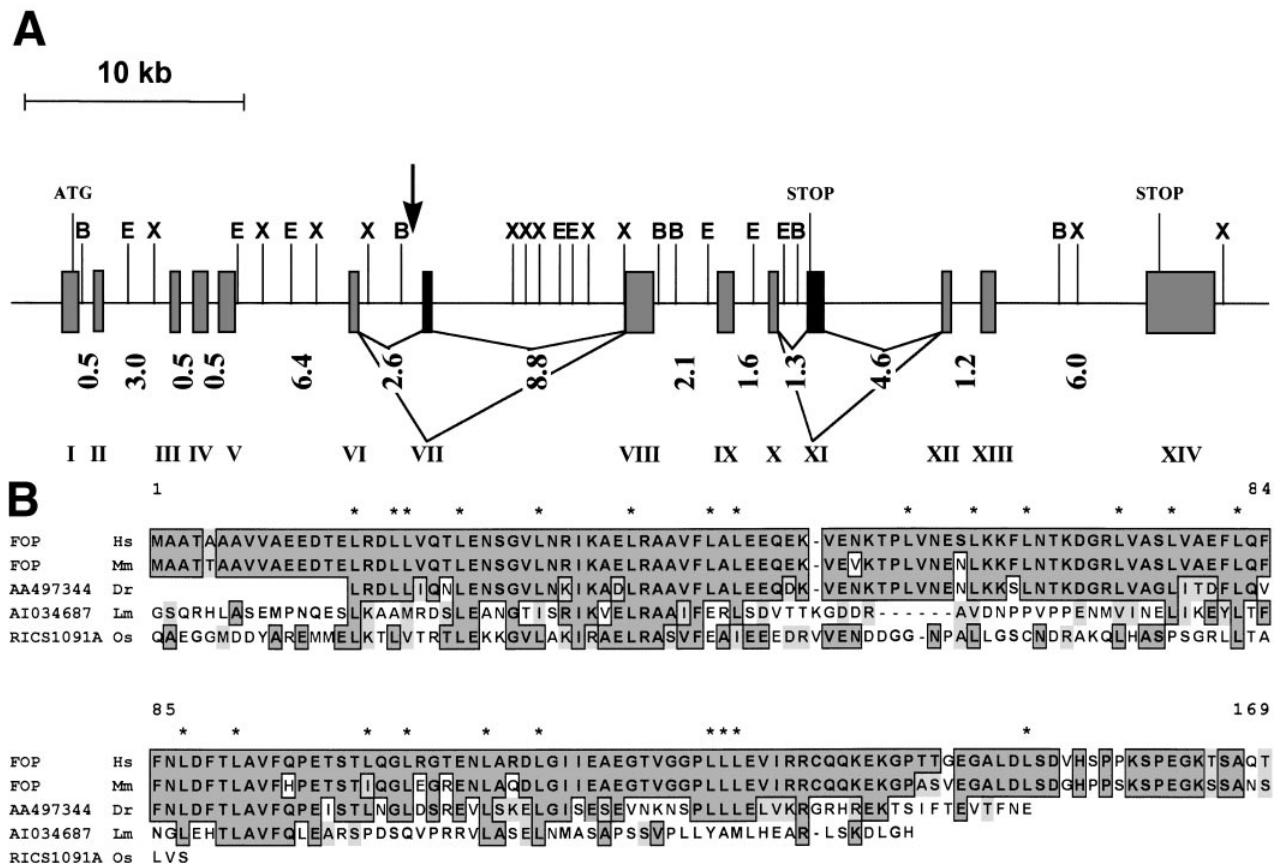 A
10 kb
ATG
STOP
STOP
B E X E X E X X B X X X E E X X B B E E E B B X X
0.5 3.0 0.5 0.5 6.4 2.6 8.8 2.1 1.6 1.3 4.6 1.2 6.0
I II III IV V VI VII VIII IX X XI XII XIII XIV
B
1 84
* ** * * * ** * * * * * *
FOP Hs MAATAAAVVAEEDTELRDLLVQTLENSGVLNRIKAELRAAVFLALEEQEK-VENKTPLVNESLKKFLNTKDGRLVASLVAEFLQF
FOP Mm MAATTAAVVAEEDTELRDLLVQTLENSGVLNRIKAELRAAVFLALEEQEK-VEVKTPLVNENLKKFLNTKDGRLVASLVAEFLQF
AA497344 Dr LRDLLIQNLENSGVLNKIKADLRAAVFLALEEQDK-VENKTPLVNENLKKSLNTKDGRLVAGLITDFLQV
AI034687 Lm GSQRHLASEMPNQESLKAAMRDSLEANGTISRIKVELRAAIFERLSDVTTKGDR------AVDNPPVPPENMVINELIKEYLTF
RICS1091A Os QAEGGMDDYAREMMELKTLVTRTLEKKGVLAKIRAELRASVFEAIEEEDRVVENDDGG-NPALLGSCNDRAKQLHASPSGRLLTA
85 169
* * * * * * *** *
FOP Hs FNLDFTLAVFQPETSTLQGLRGTENLARDLGIIEAEGTVGGPLLLEVIRRCQQKEKGPTTGEGALDLSDVHSPPKSPEGKTSAQT
FOP Mm FNLDFTLAVFHPETSTIQGLEGRENLAQDLGIIEAEGTVGGPLLLEVIRRCQQKEKGPASVEGALDLSDGHPPSKSPEGKSSANS
AA497344 Dr FNLDFTLAVFQPEISTLNGLDSREVLSKELGISESEVNKNSPLLLELVKRGRHREKTSIFTEVTFNE
AI034687 Lm NGLEHTLAVFQLEARSPDSQVPRRVLASELNMASAPSSVPLLYAMLHEAR-LSKDLGH
RICS1091A Os LVS